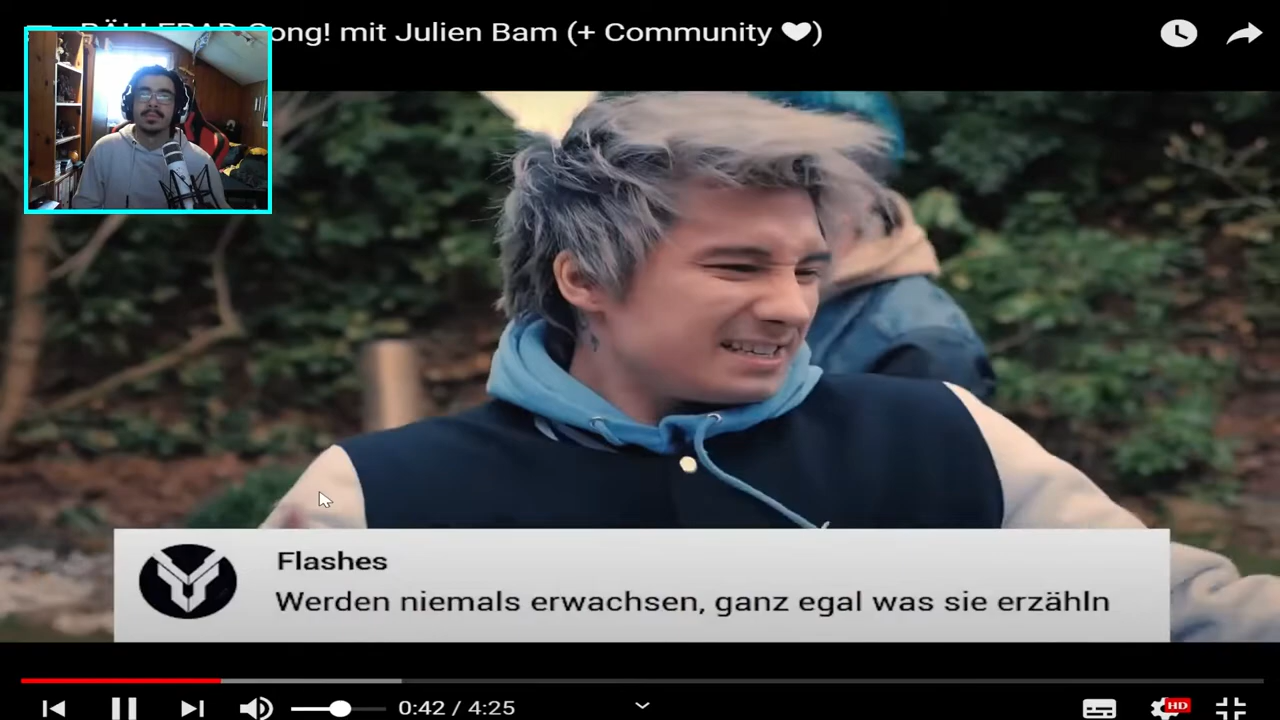 Song! mit Julien Bam (+ Community ❤)
Flashes
Werden niemals erwachsen, ganz egal was sie erzähln
0:42 / 4:25
HD